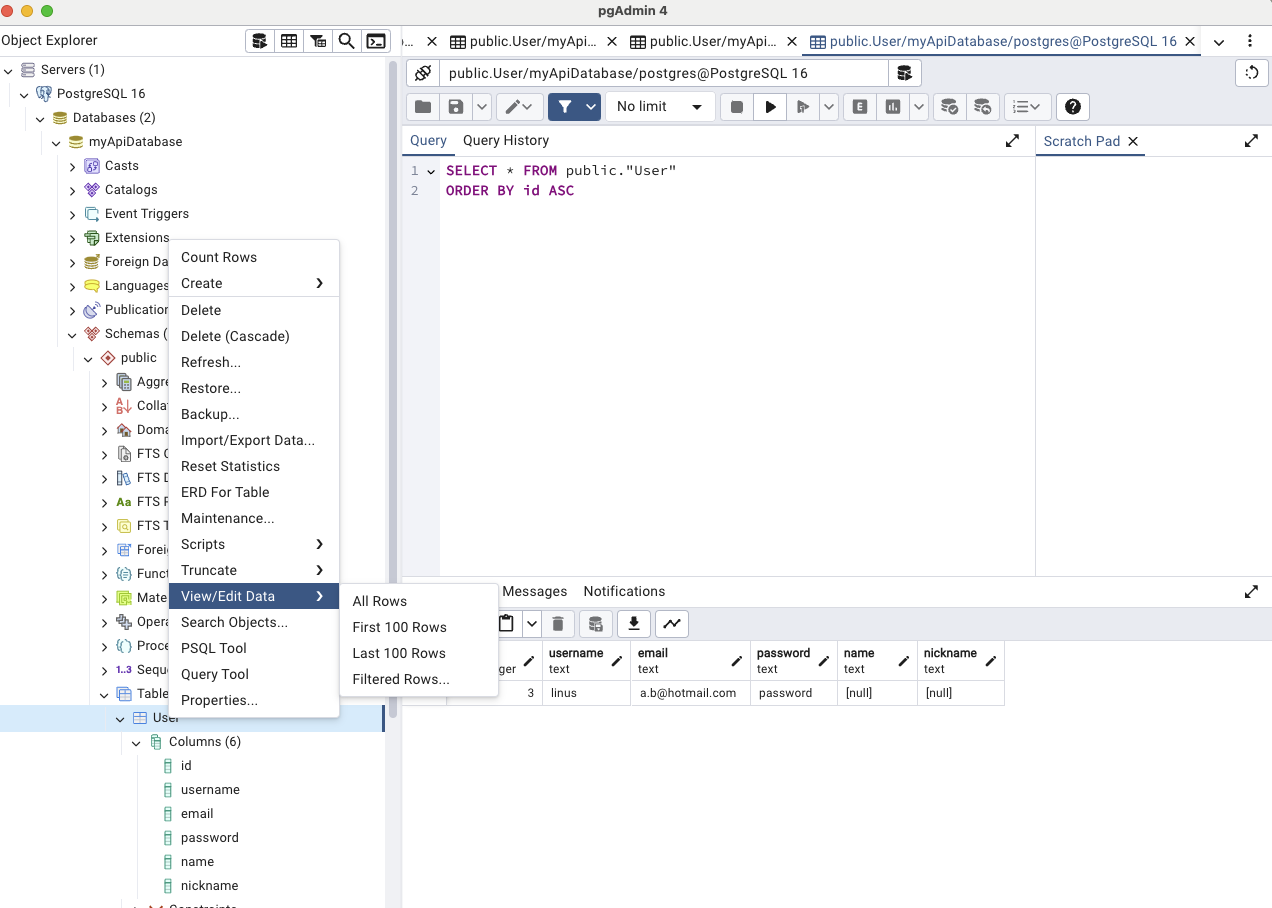 pgAdmin 4
Object Explorer
...
public.User/myApi...
public.User/myApi...
public.User/myApiDatabase/postgres@PostgreSQL 16
Servers (1)
PostgreSQL 16
Databases (2)
myApiDatabase
Casts
Catalogs
Event Triggers
Extensions
Foreign Da
Languages
Publication
Schemas (
public
Aggre
Colla
Doma
FTS C
FTS D
Aa FTS P
FTS T
Forei
Funct
Mate
Opera
Proce
1..3 Sequ
Table
User
Columns (6)
id
username
email
password
name
nickname
Constraints
Count Rows
Create
Delete
Delete (Cascade)
Refresh...
Restore...
Backup...
Import/Export Data...
Reset Statistics
ERD For Table
Maintenance...
Scripts
Truncate
View/Edit Data
Search Objects...
PSQL Tool
Query Tool
Properties...
All Rows
First 100 Rows
Last 100 Rows
Filtered Rows...
public.User/myApiDatabase/postgres@PostgreSQL 16
No limit
E
Query
Query History
Scratch Pad
1 SELECT * FROM public."User"
2 ORDER BY id ASC
Messages
Notifications
ger
username
text
email
text
password
text
name
text
nickname
text
3 linus a.b@hotmail.com password [null] [null]